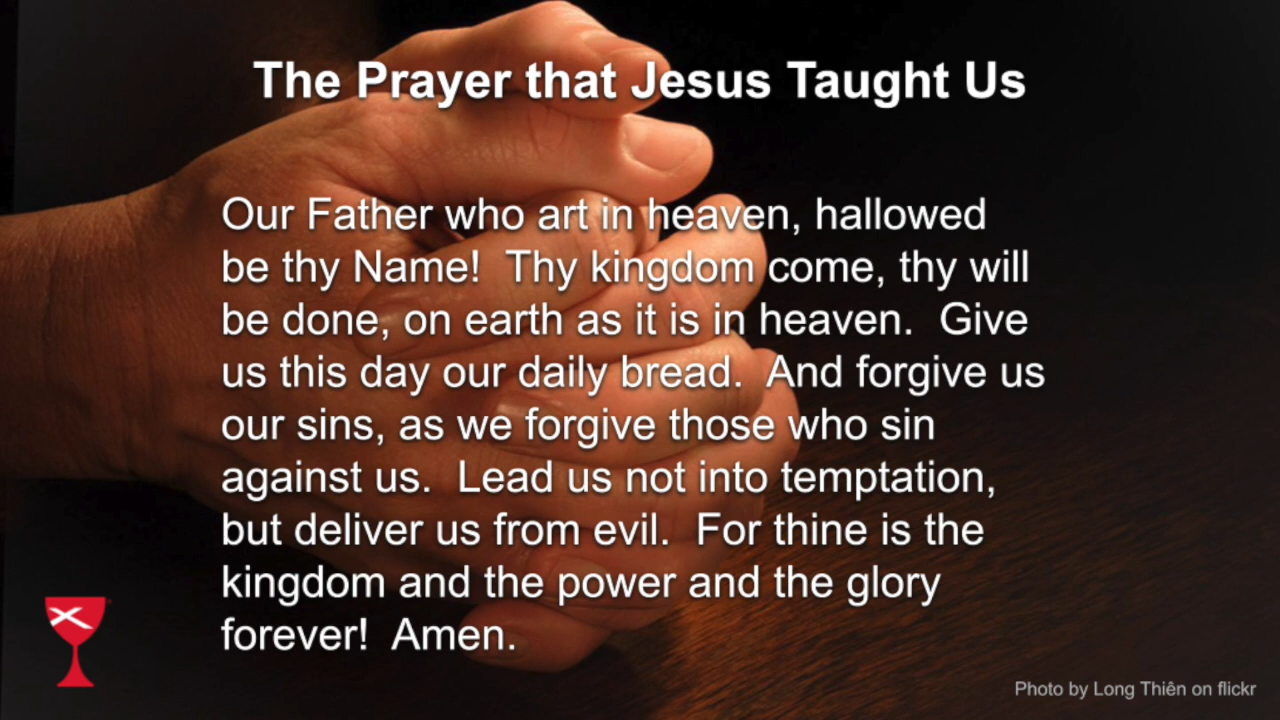 The Prayer that Jesus Taught Us
Our Father who art in heaven, hallowed
be thy Name!  Thy kingdom come, thy will
be done, on earth as it is in heaven.  Give
us this day our daily bread.  And forgive us
our sins, as we forgive those who sin
against us.  Lead us not into temptation,
but deliver us from evil.  For thine is the
kingdom and the power and the glory
forever!  Amen.
Photo by Long Thiên on flickr